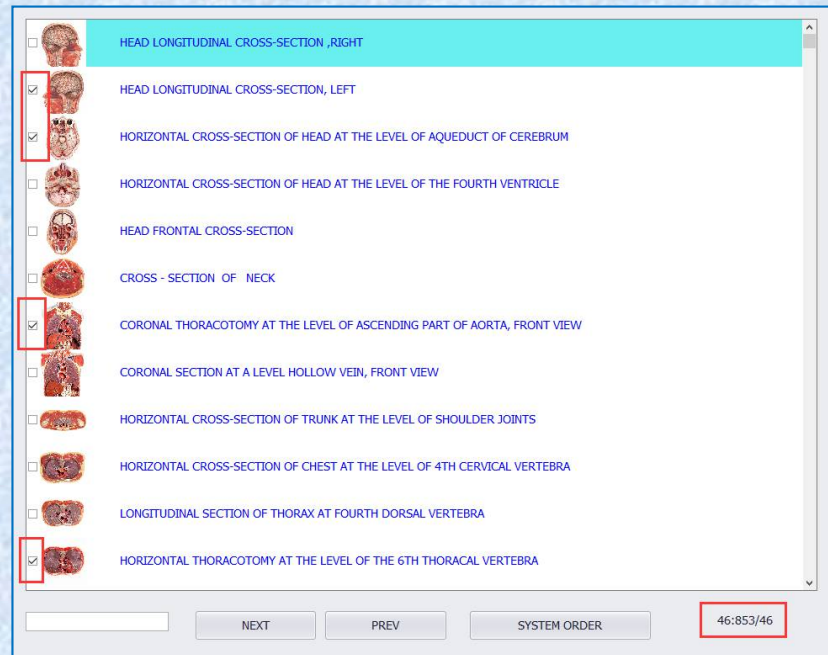 HEAD LONGITUDINAL CROSS-SECTION ,RIGHT
HEAD LONGITUDINAL CROSS-SECTION, LEFT
HORIZONTAL CROSS-SECTION OF HEAD AT THE LEVEL OF AQUEDUCT OF CEREBRUM
HORIZONTAL CROSS-SECTION OF HEAD AT THE LEVEL OF THE FOURTH VENTRICLE
HEAD FRONTAL CROSS-SECTION
CROSS - SECTION OF NECK
CORONAL THORACOTOMY AT THE LEVEL OF ASCENDING PART OF AORTA, FRONT VIEW
CORONAL SECTION AT A LEVEL HOLLOW VEIN, FRONT VIEW
HORIZONTAL CROSS-SECTION OF TRUNK AT THE LEVEL OF SHOULDER JOINTS
HORIZONTAL CROSS-SECTION OF CHEST AT THE LEVEL OF 4TH CERVICAL VERTEBRA
LONGITUDINAL SECTION OF THORAX AT FOURTH DORSAL VERTEBRA
HORIZONTAL THORACOTOMY AT THE LEVEL OF THE 6TH THORACAL VERTEBRA
NEXT PREV SYSTEM ORDER 46:853/46